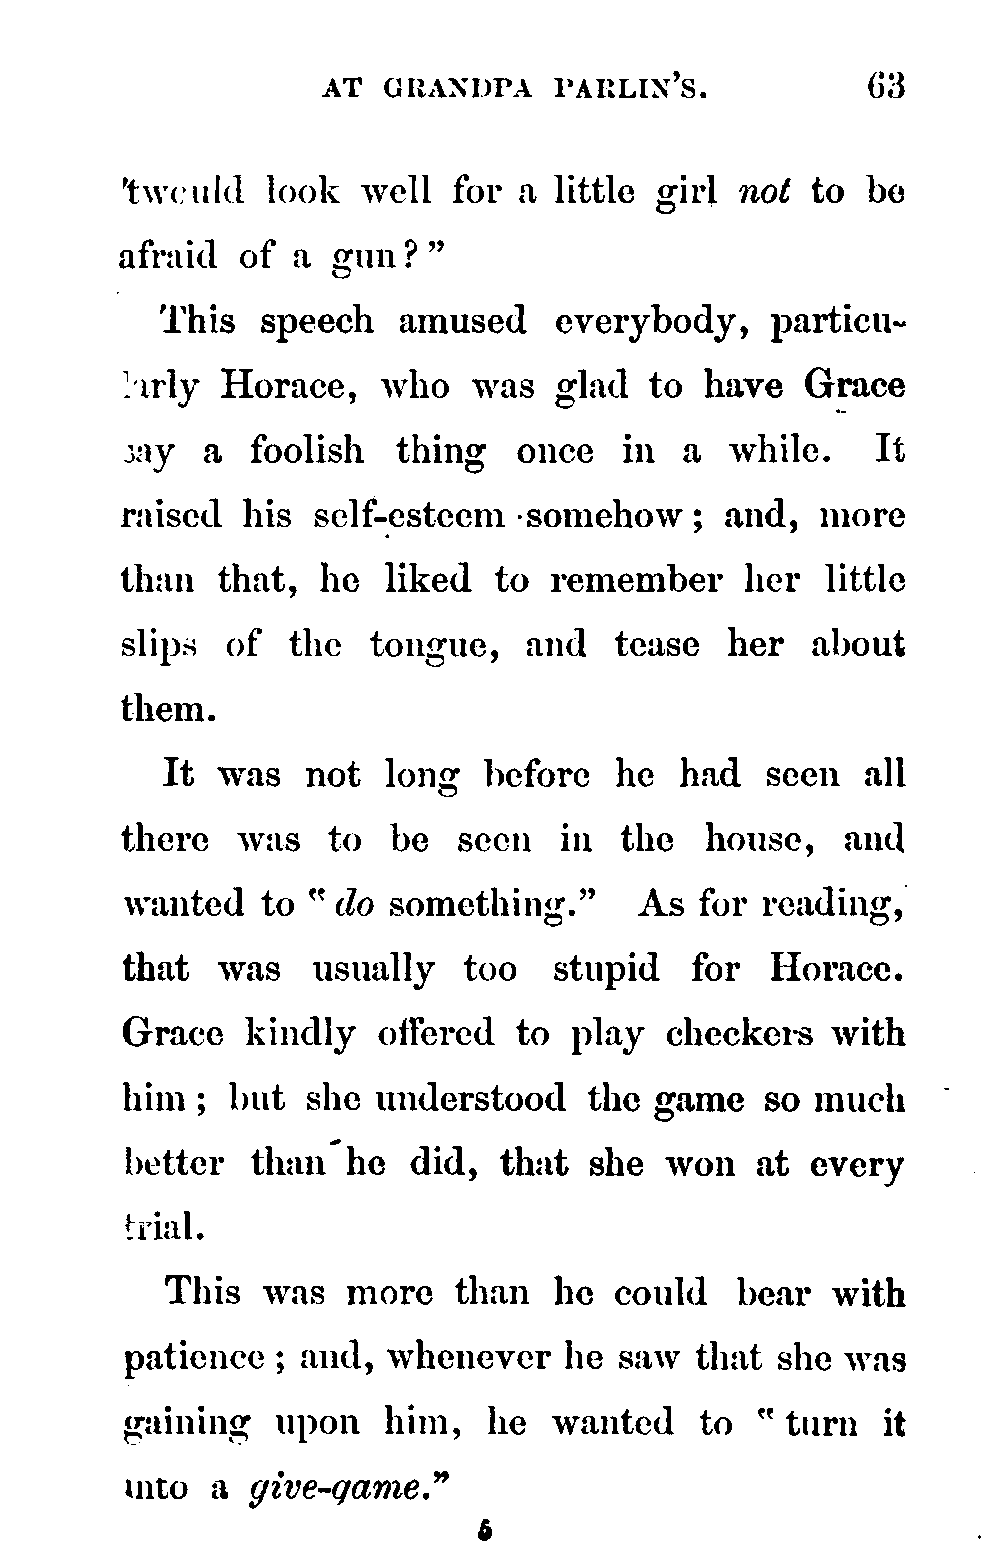 AT GRANDPA PARLIN'S. 63
'twould look well for a little girl not to be
afraid of a gun?"
This speech amused everybody, particu-
larly Horace, who was glad to have Grace
say a foolish thing once in a while. It
raised his self-esteem somehow; and, more
than that, he liked to remember her little
slips of the tongue, and tease her about
them.
It was not long before he had seen all
there was to be seen in the house, and
wanted to "do something." As for reading,
that was usually too stupid for Horace.
Grace kindly offered to play checkers with
him; but she understood the game so much
better than he did, that she won at every
trial.
This was more than he could bear with
patience; and, whenever he saw that she was
gaining upon him, he wanted to "turn it
into a give-game."
5